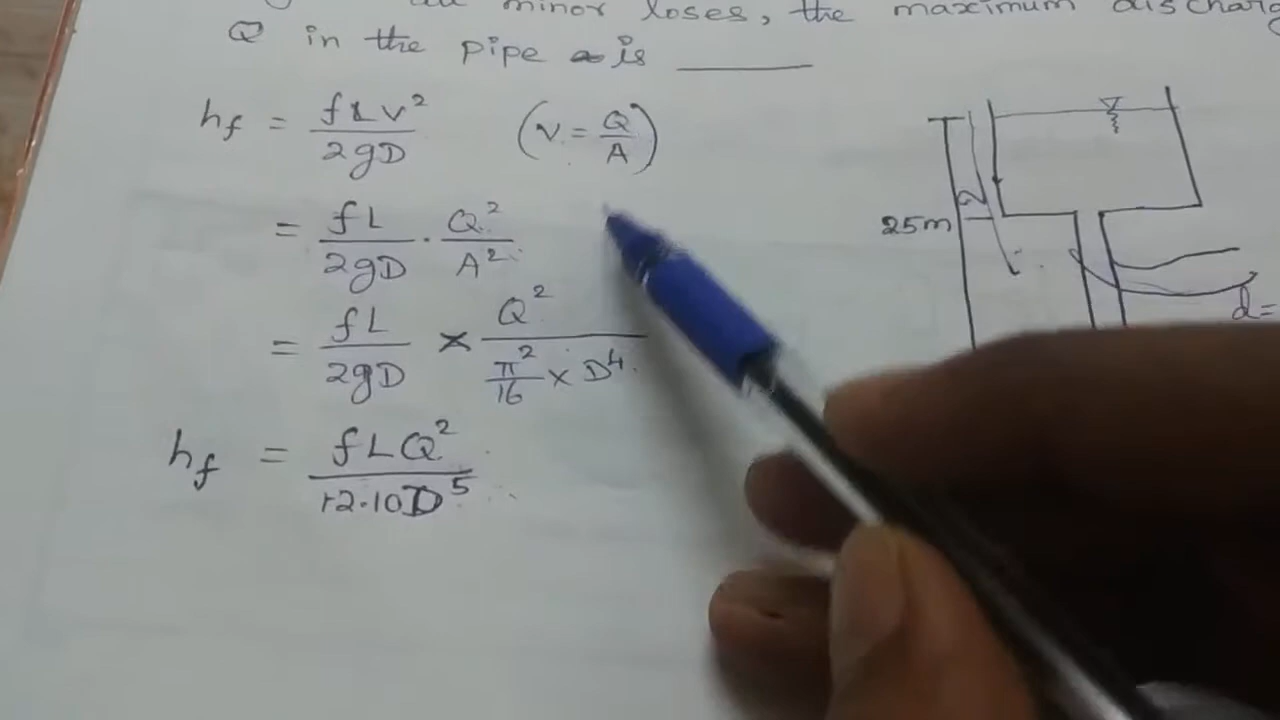 minor loses, the maximum discharg
Q in the pipe is
hf = fLV² / 2gD (V = Q/A)
= fL / 2gD · Q² / A²
= fL / 2gD × Q² / π²/16 × D⁴
hf = fLQ² / 12.10D⁵
25m
d=